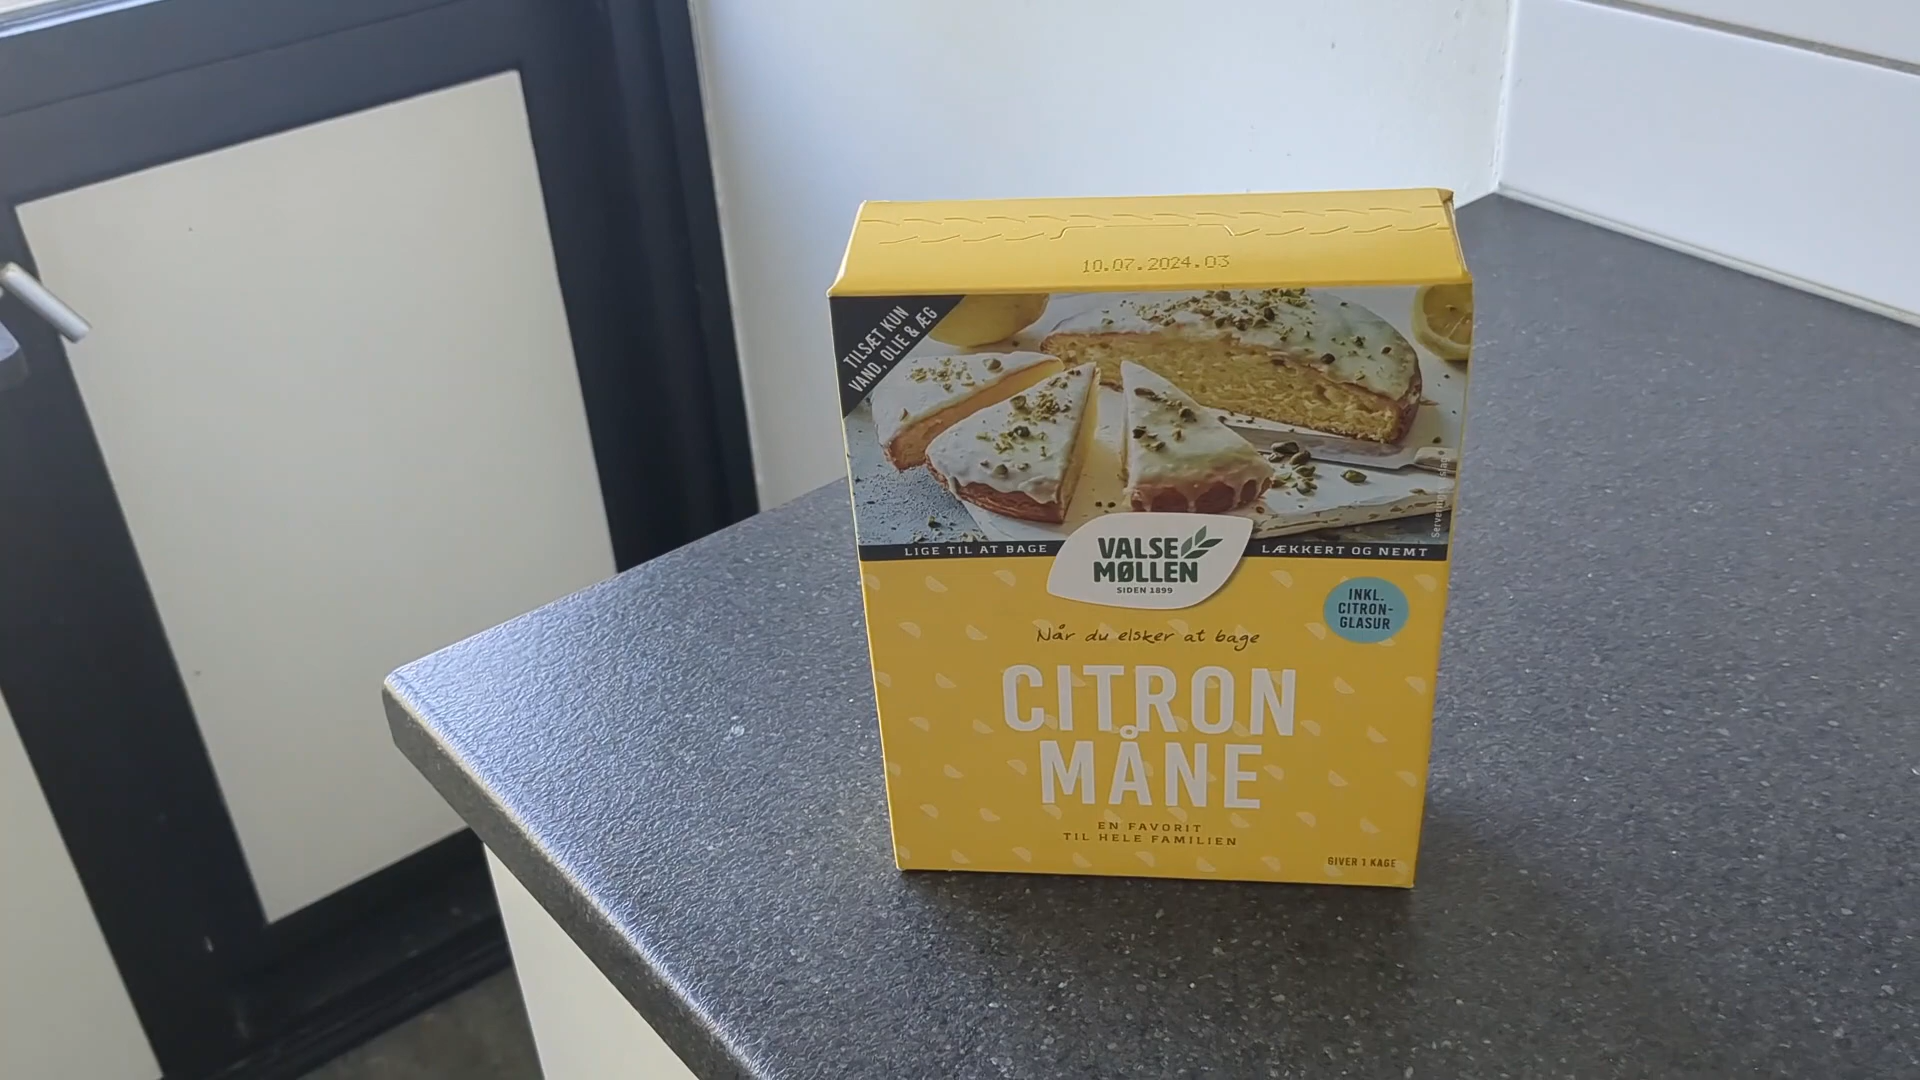 10.07.2024.03
TILSÆT KUN
VAND, OLIE & ÆG
LIGE TIL AT BAGE
VALSE
MØLLEN
SIDEN 1899
LÆKKERT OG NEMT
INKL.
CITRON-
GLASUR
Når du elsker at bage
CITRON
MÅNE
EN FAVORIT
TIL HELE FAMILIEN
GIVER 1 KAGE